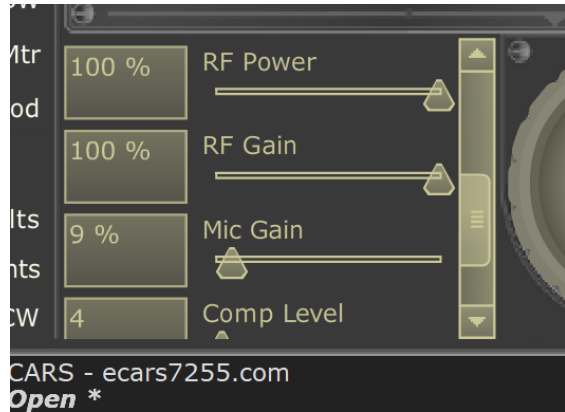 Mtr
100 %
RF Power
od
100 %
RF Gain
lts
9 %
Mic Gain
nts
CW
4
Comp Level
CARS - ecars7255.com
Open *